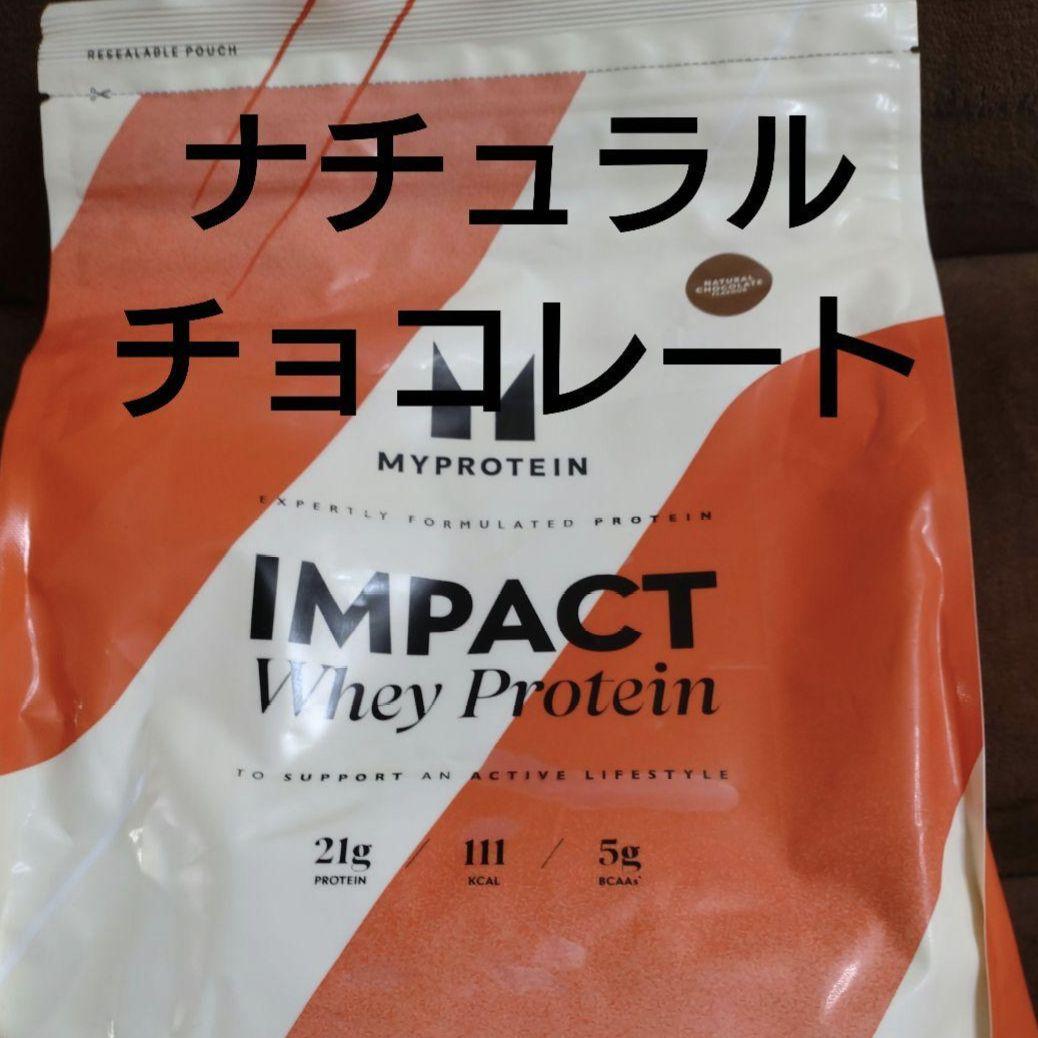 RESEALABLE POUCH
ナチュラル
NATURAL
CHOCOLATE
FLAVOUR
チョコレート
MYPROTEIN
EXPERTLY FORMULATED PROTEIN
IMPACT
Whey Protein
TO SUPPORT AN ACTIVE LIFESTYLE
21g / 111 / 5g
PROTEIN KCAL BCAAs*